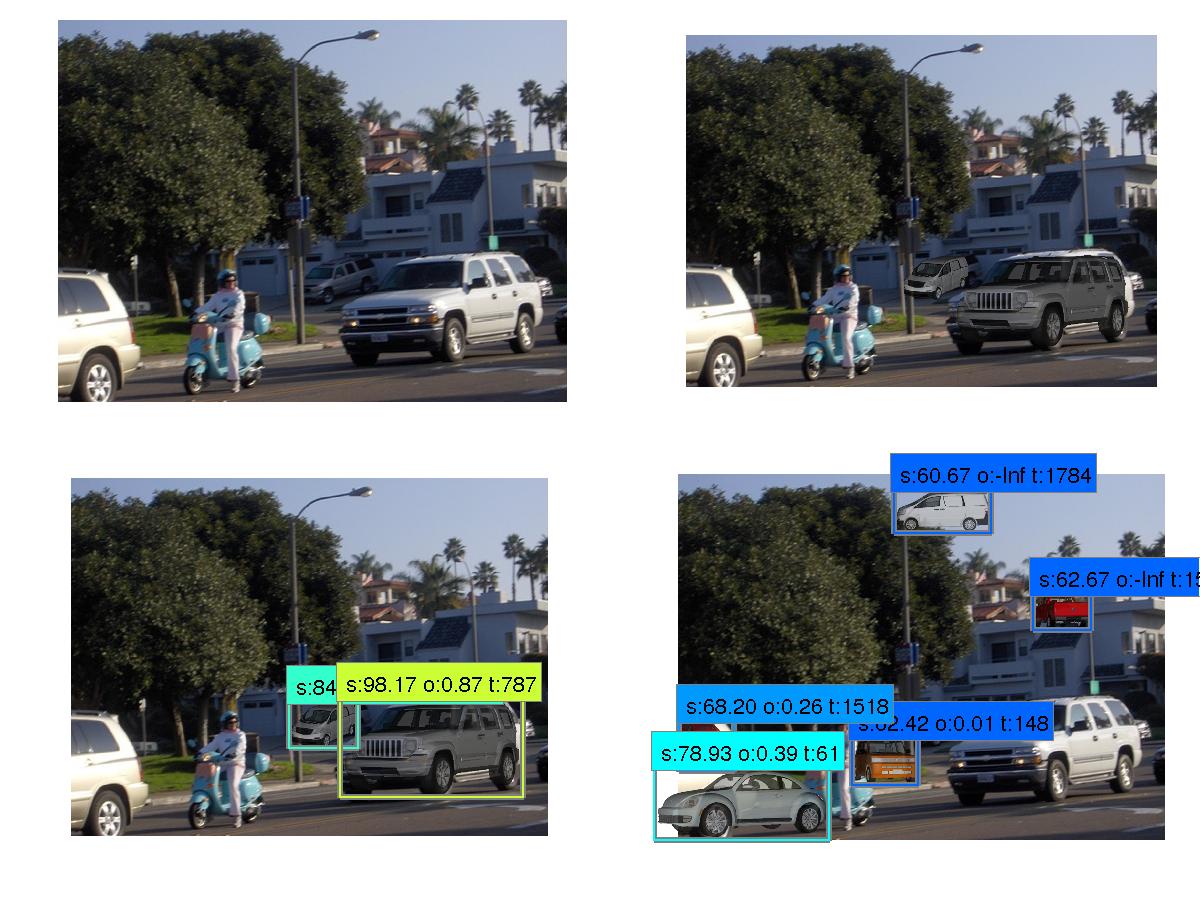 s:60.67 o:-Inf t:1784
s:62.67 o:-Inf
s:84
s:98.17 o:0.87 t:787
s:68.20 o:0.26 t:1518
s:62.42 o:0.01 t:148
s:78.93 o:0.39 t:61